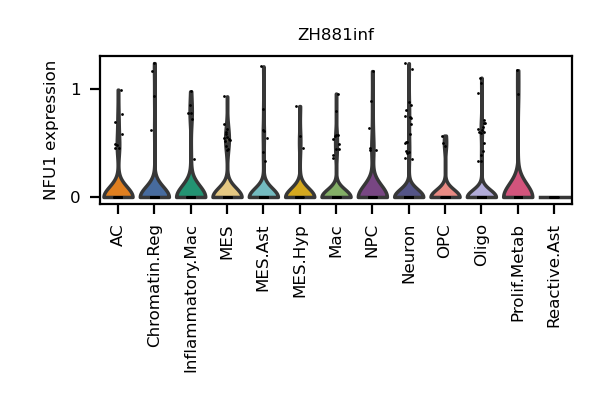 ZH881inf
NFU1 expression
1
0
AC
Chromatin.Reg
Inflammatory.Mac
MES
MES.Ast
MES.Hyp
Mac
NPC
Neuron
OPC
Oligo
Prolif.Metab
Reactive.Ast